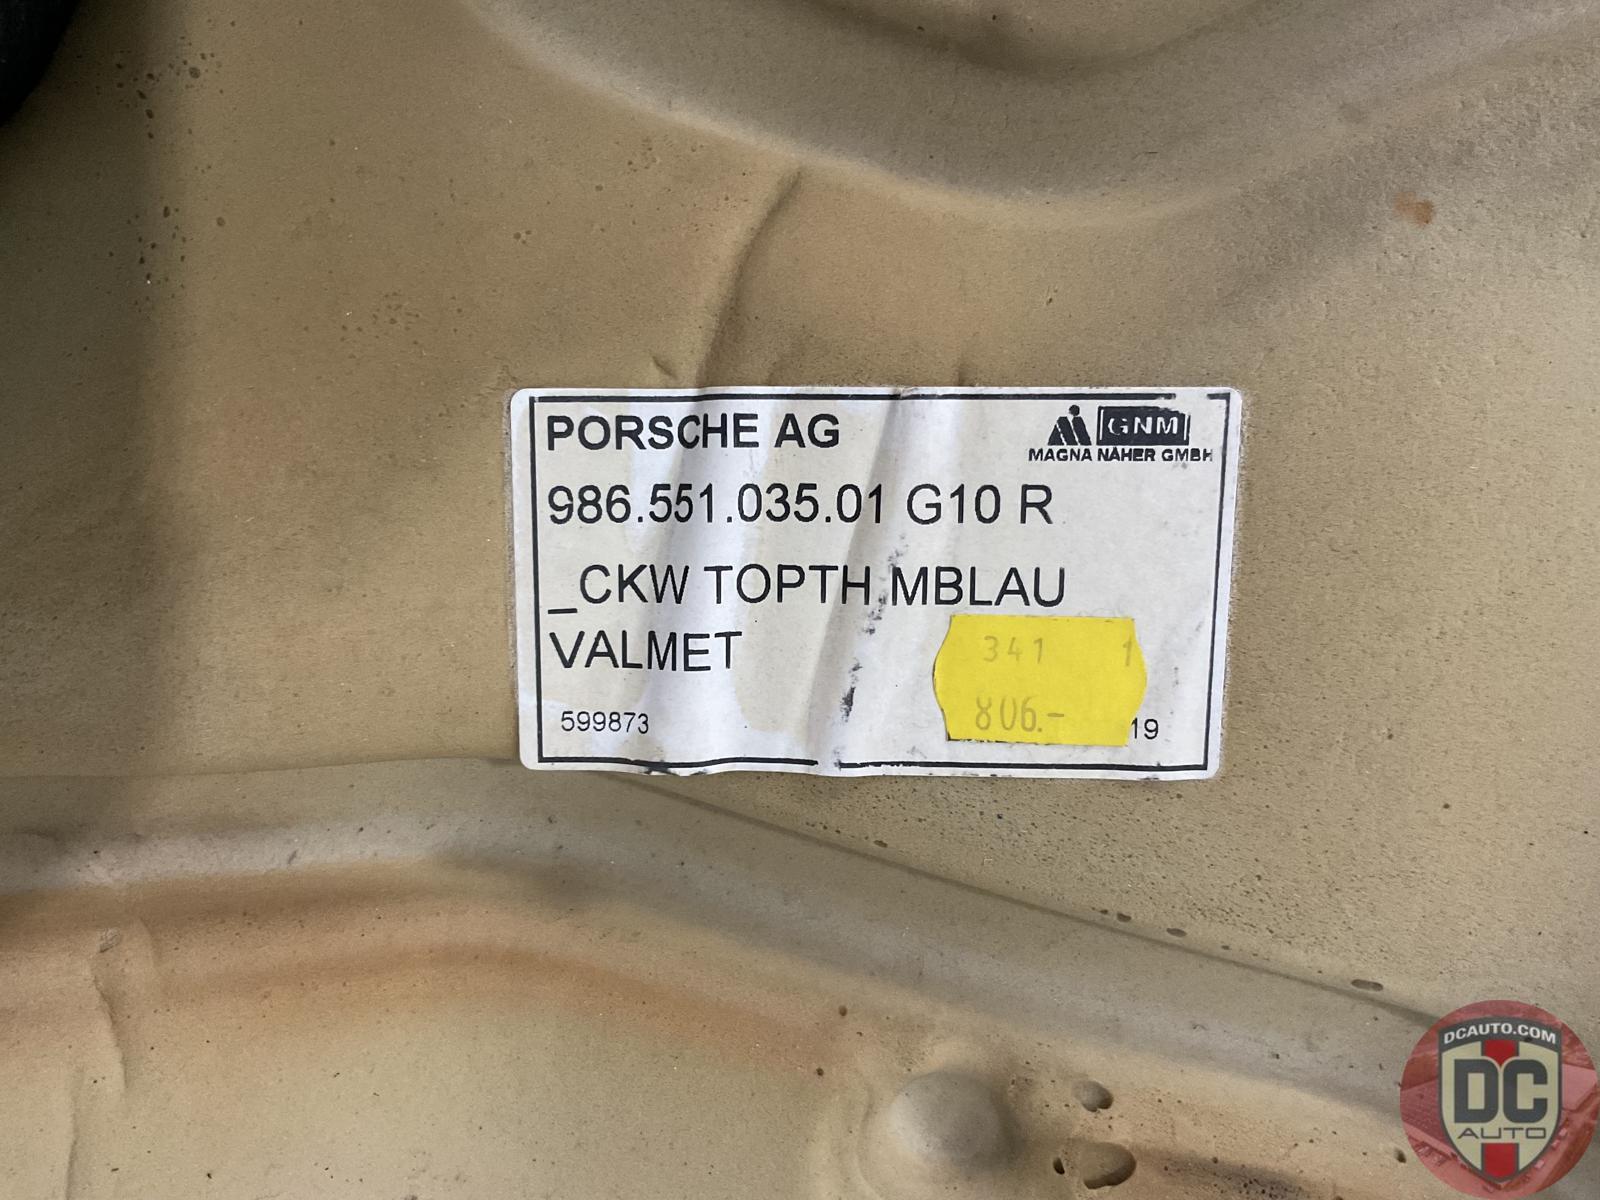 PORSCHE AG
GNM
MAGNA NAHER GMBH
986.551.035.01 G10 R
_CKW TOPTH MBLAU
VALMET
341 1
806.-
599873
19
DCAUTO.COM
DC
AUTO